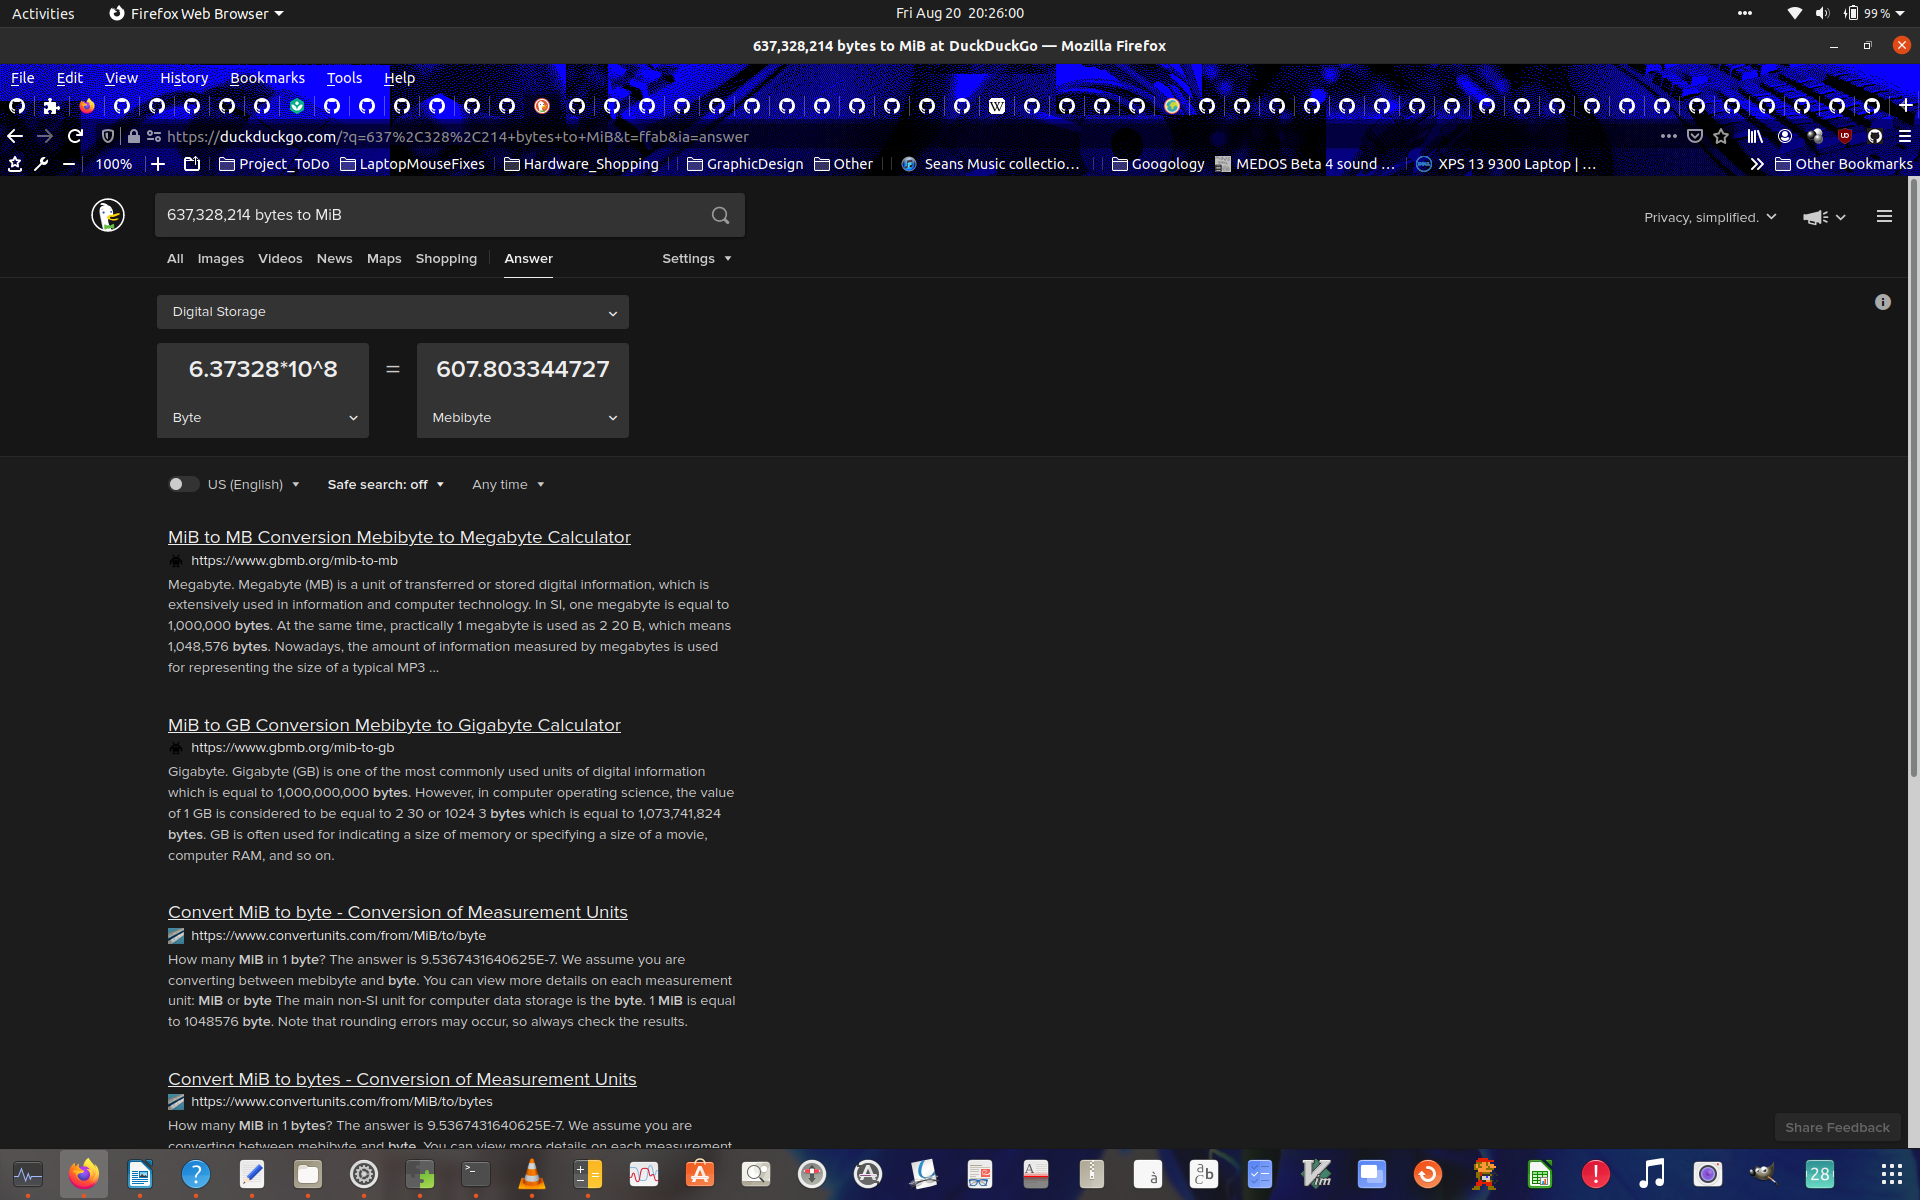 Activities
Firefox Web Browser
Fri Aug 20 20:26:00
99 %
637,328,214 bytes to MiB at DuckDuckGo — Mozilla Firefox
File Edit View History Bookmarks Tools Help
https://duckduckgo.com/?q=637%2C328%2C214+bytes+to+MiB&t=ffab&ia=answer
100% Project_ToDo LaptopMouseFixes Hardware_Shopping GraphicDesign Other Seans Music collectio… Googology MEDOS Beta 4 sound … XPS 13 9300 Laptop | … Other Bookmarks
637,328,214 bytes to MiB
Privacy, simplified.
All Images Videos News Maps Shopping Answer Settings
Digital Storage
6.37328*10^8 = 607.803344727
Byte Mebibyte
US (English) Safe search: off Any time
MiB to MB Conversion Mebibyte to Megabyte Calculator
https://www.gbmb.org/mib-to-mb
Megabyte. Megabyte (MB) is a unit of transferred or stored digital information, which is
extensively used in information and computer technology. In SI, one megabyte is equal to
1,000,000 bytes. At the same time, practically 1 megabyte is used as 2 20 B, which means
1,048,576 bytes. Nowadays, the amount of information measured by megabytes is used
for representing the size of a typical MP3 ...
MiB to GB Conversion Mebibyte to Gigabyte Calculator
https://www.gbmb.org/mib-to-gb
Gigabyte. Gigabyte (GB) is one of the most commonly used units of digital information
which is equal to 1,000,000,000 bytes. However, in computer operating science, the value
of 1 GB is considered to be equal to 2 30 or 1024 3 bytes which is equal to 1,073,741,824
bytes. GB is often used for indicating a size of memory or specifying a size of a movie,
computer RAM, and so on.
Convert MiB to byte - Conversion of Measurement Units
https://www.convertunits.com/from/MiB/to/byte
How many MiB in 1 byte? The answer is 9.5367431640625E-7. We assume you are
converting between mebibyte and byte. You can view more details on each measurement
unit: MiB or byte The main non-SI unit for computer data storage is the byte. 1 MiB is equal
to 1048576 byte. Note that rounding errors may occur, so always check the results.
Convert MiB to bytes - Conversion of Measurement Units
https://www.convertunits.com/from/MiB/to/bytes
How many MiB in 1 bytes? The answer is 9.5367431640625E-7. We assume you are
converting between mebibyte and byte. You can view more details on each measurement
Share Feedback
28